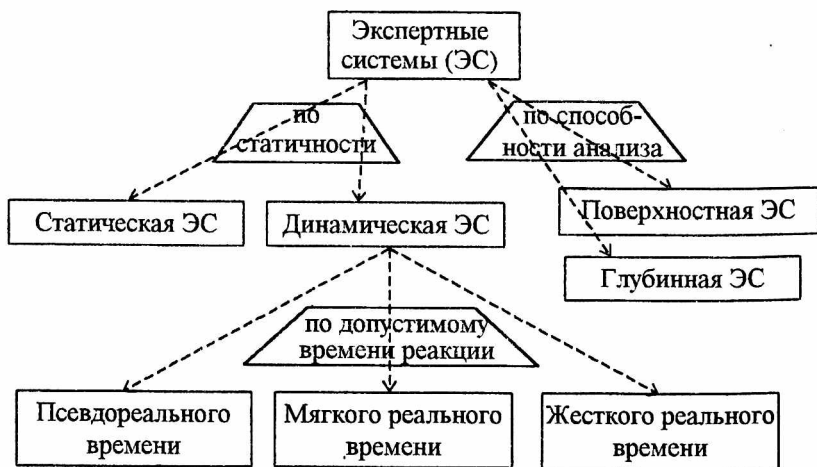 Экспертные
системы (ЭС)
по
статичности
по способ-
ности анализа
Статическая ЭС
Динамическая ЭС
Поверхностная ЭС
Глубинная ЭС
по допустимому
времени реакции
Псевдореального
времени
Мягкого реального
времени
Жесткого реального
времени